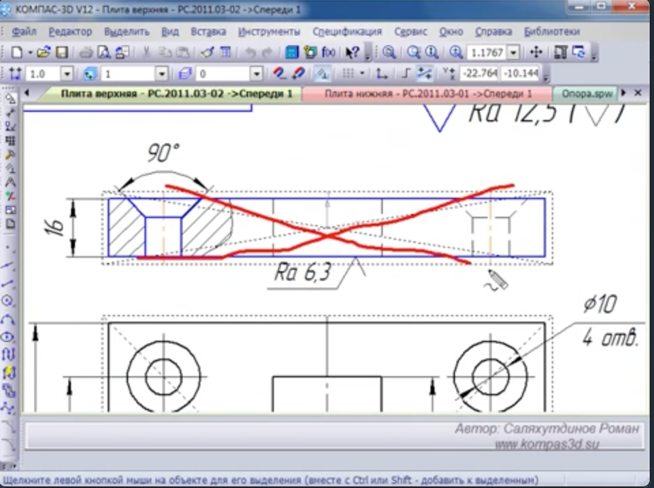 КОМПАС-3D V12 - Плита верхняя - РС.2011.03-02 ->Спереди 1
Файл Редактор Выделить Вид Вставка Инструменты Спецификация Сервис Окно Справка Библиотеки
f(x) 1.1767
1.0 1 0 -22.764 -10.144
Плита верхняя - РС.2011.03-02 ->Спереди 1 Плита нижняя - РС.2011.03-01 ->Спереди 1 Опора.spw
Ra 12,5 ( )
90°
16
Ra 6,3
ϕ10
4 отв.
Автор: Саляхутдинов Роман
www.kompas3d.su
Щелкните левой кнопкой мыши на объекте для его выделения (вместе с Ctrl или Shift - добавить к выделенным)